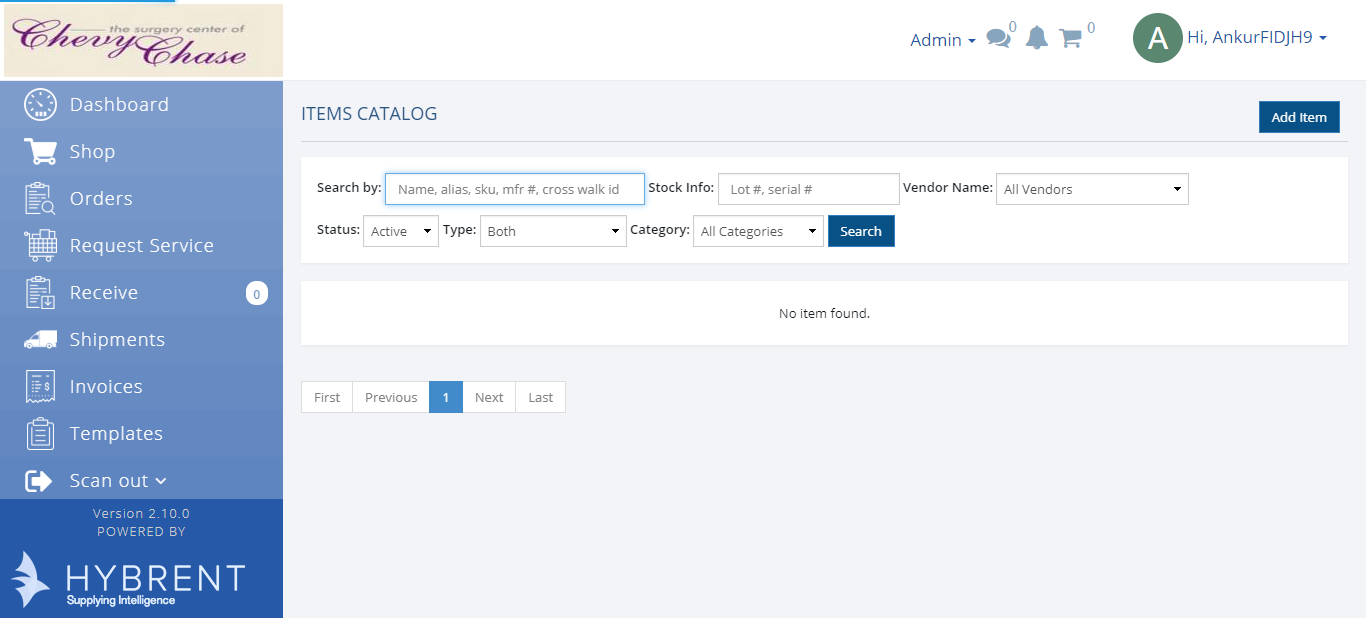 the surgery center of
Chevy Chase
Admin 0 0 A Hi, AnkurFIDJH9
Dashboard
Shop
Orders
Request Service
Receive 0
Shipments
Invoices
Templates
Scan out
Version 2.10.0
POWERED BY
HYBRENT
Supplying Intelligence
ITEMS CATALOG Add Item
Search by: Name, alias, sku, mfr #, cross walk id Stock Info: Lot #, serial # Vendor Name: All Vendors
Status: Active Type: Both Category: All Categories Search
No item found.
First Previous 1 Next Last